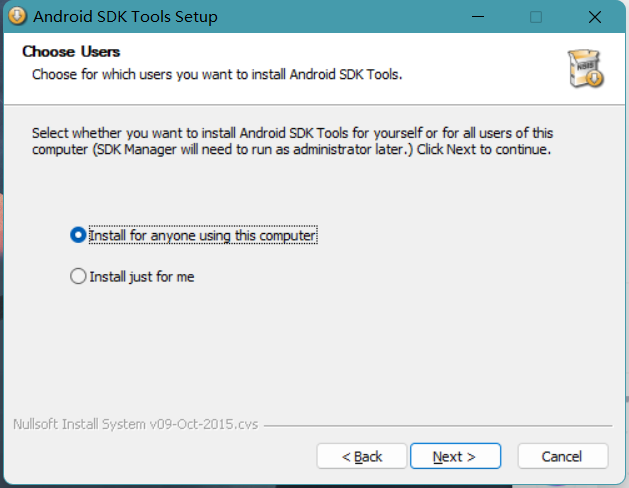 Android SDK Tools Setup
Choose Users
Choose for which users you want to install Android SDK Tools.
Select whether you want to install Android SDK Tools for yourself or for all users of this
computer (SDK Manager will need to run as administrator later.) Click Next to continue.
Install for anyone using this computer
Install just for me
Nullsoft Install System v09-Oct-2015.cvs
< Back
Next >
Cancel